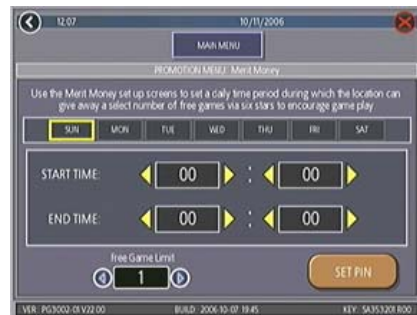 12:07 10/11/2006
MAIN MENU
PROMOTION MENU: Merit Money
Use the Merit Money set up screens to set a daily time period during which the location can
give away a select number of free games via six stars to encourage game play
SUN MON TUE WED THU FRI SAT
START TIME: 00 : 00
END TIME: 00 : 00
Free Game Limit
1
SET PIN
VER: PG3002-01 V22.00 BUILD: 2006-10-07 19:45 KEY: SA353201 R00